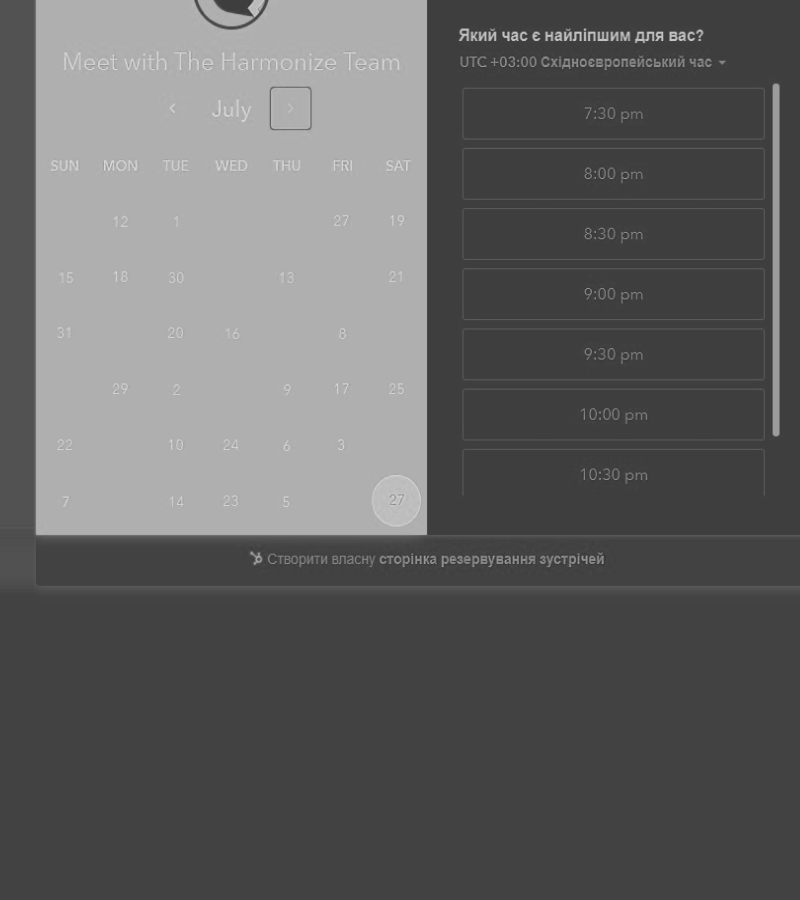 Meet with The Harmonize Team
July
SUN MON TUE WED THU FRI SAT
12 1 27 19
15 18 30 13 21
31 20 16 8
29 2 9 17 25
22 10 24 6 3
7 14 23 5 27
Який час є найліпшим для вас?
UTC +03:00 Східноєвропейський час
7:30 pm
8:00 pm
8:30 pm
9:00 pm
9:30 pm
10:00 pm
10:30 pm
Створити власну сторінка резервування зустрічей